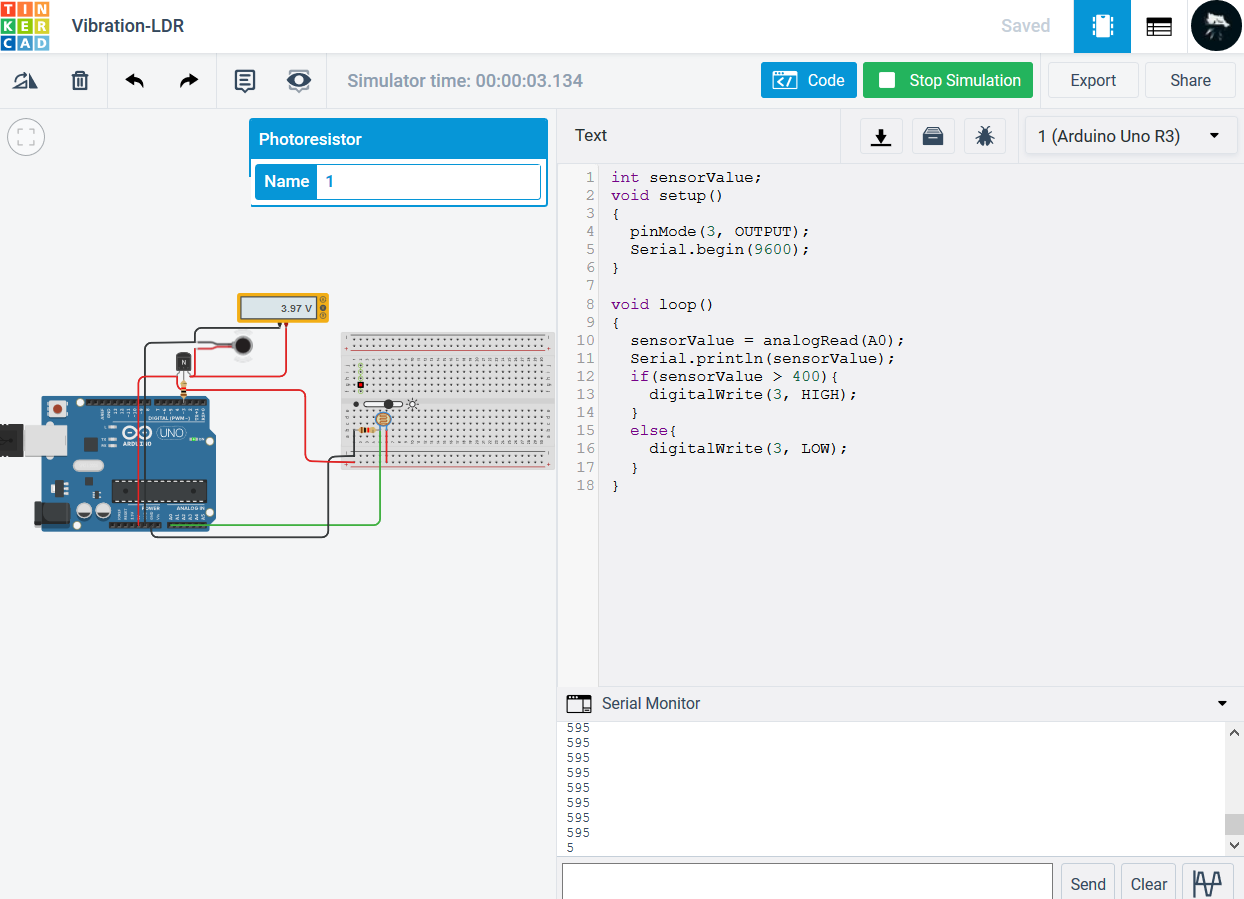 TIN
KER
CAD
Vibration-LDR
Saved
Simulator time: 00:00:03.134
Code
Stop Simulation
Export
Share
Photoresistor
Name 1
Text
1 (Arduino Uno R3)
1 int sensorValue;
2 void setup()
3 {
4 pinMode(3, OUTPUT);
5 Serial.begin(9600);
6 }
7
8 void loop()
9 {
10 sensorValue = analogRead(A0);
11 Serial.println(sensorValue);
12 if(sensorValue > 400){
13 digitalWrite(3, HIGH);
14 }
15 else{
16 digitalWrite(3, LOW);
17 }
18 }
3.97 V
N
DIGITAL (PWM~)
UNO
ARDUINO
POWER
ANALOG IN
Serial Monitor
595
595
595
595
595
595
595
595
5
Send
Clear